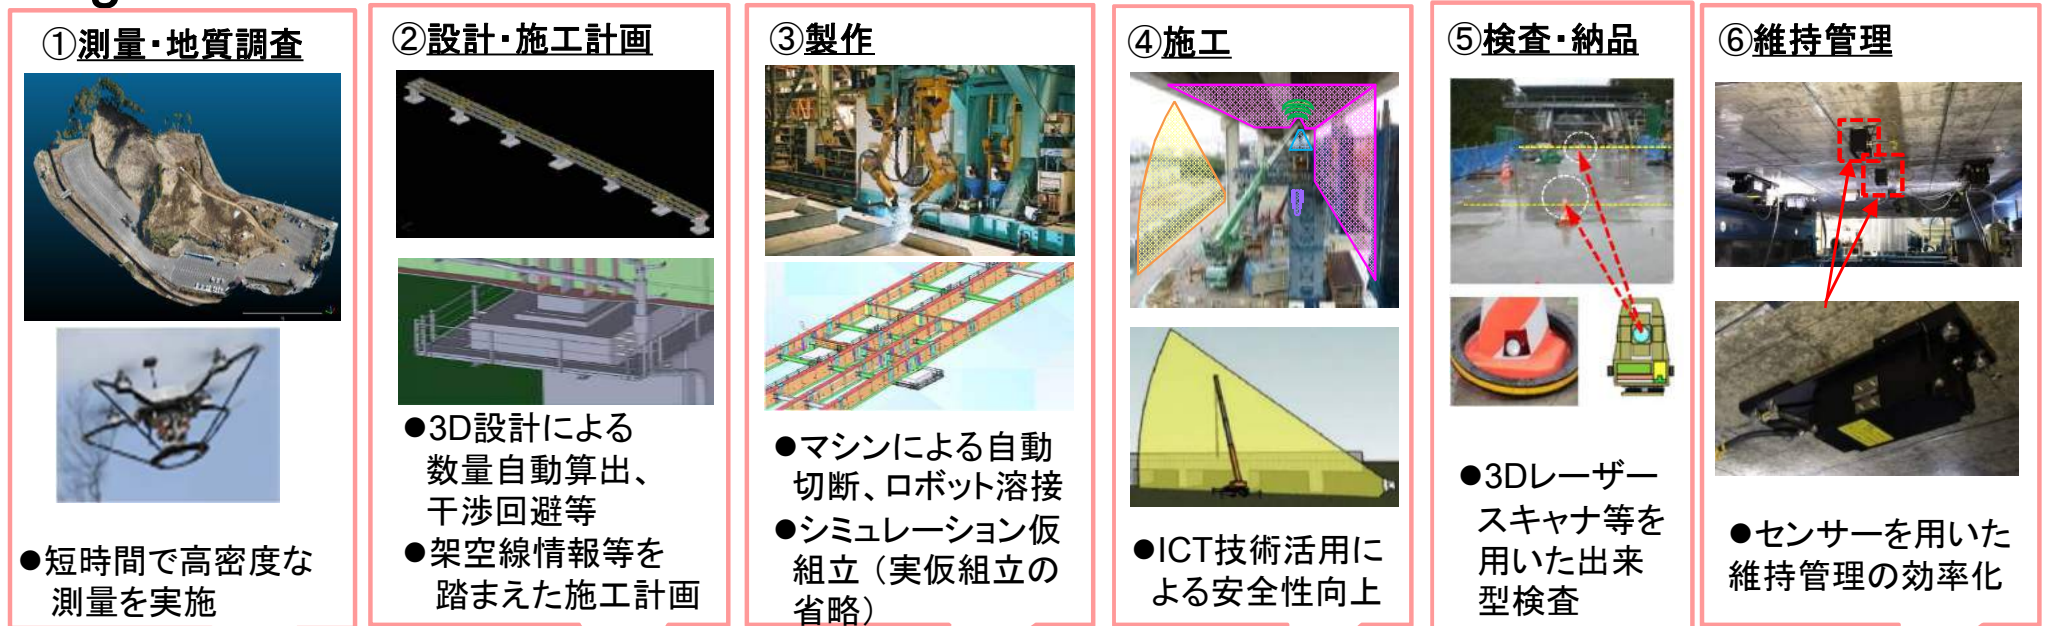 ①測量・地質調査
●短時間で高密度な
測量を実施
②設計・施工計画
●3D設計による
数量自動算出、
干渉回避等
●架空線情報等を
踏まえた施工計画
③製作
●マシンによる自動
切断、ロボット溶接
●シミュレーション仮
組立（実仮組立の
省略）
④施工
●ICT技術活用に
よる安全性向上
⑤検査・納品
●3Dレーザー
スキャナ等を
用いた出来
型検査
⑥維持管理
●センサーを用いた
維持管理の効率化